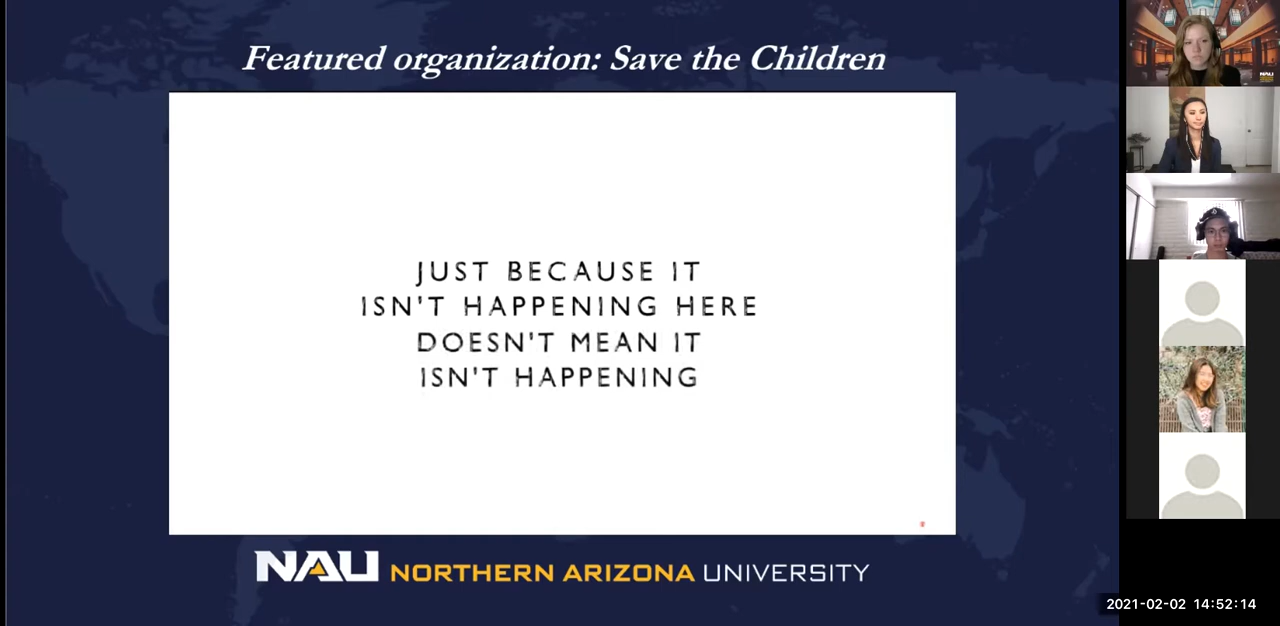 Featured organization: Save the Children
JUST BECAUSE IT
ISN'T HAPPENING HERE
DOESN'T MEAN IT
ISN'T HAPPENING
NAU NORTHERN ARIZONA UNIVERSITY
NAU
2021-02-02 14:52:14